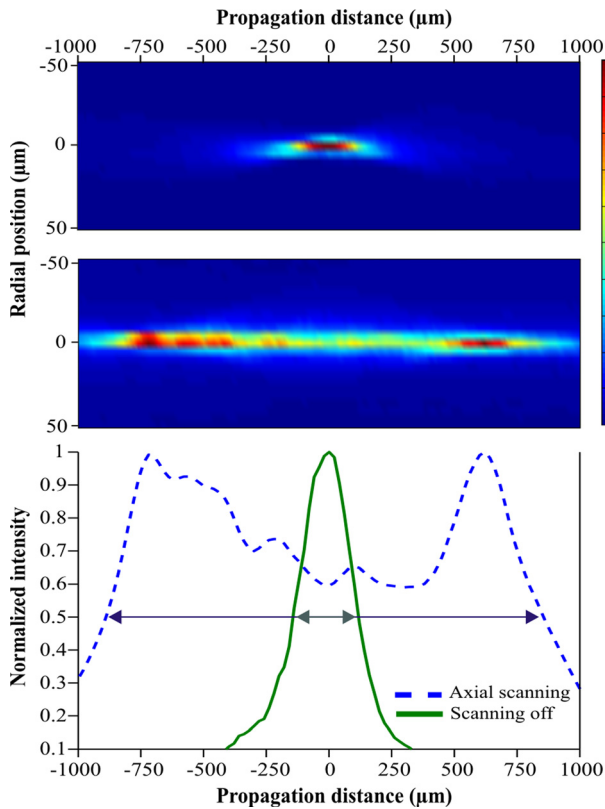 Propagation distance (µm)
-1000 -750 -500 -250 0 250 500 750 1000
Radial position (µm)
-50
0
50
-50
0
50
Normalized intensity
1
0.9
0.8
0.7
0.6
0.5
0.4
0.3
0.2
0.1
Axial scanning
Scanning off
-1000 -750 -500 -250 0 250 500 750 1000
Propagation distance (µm)